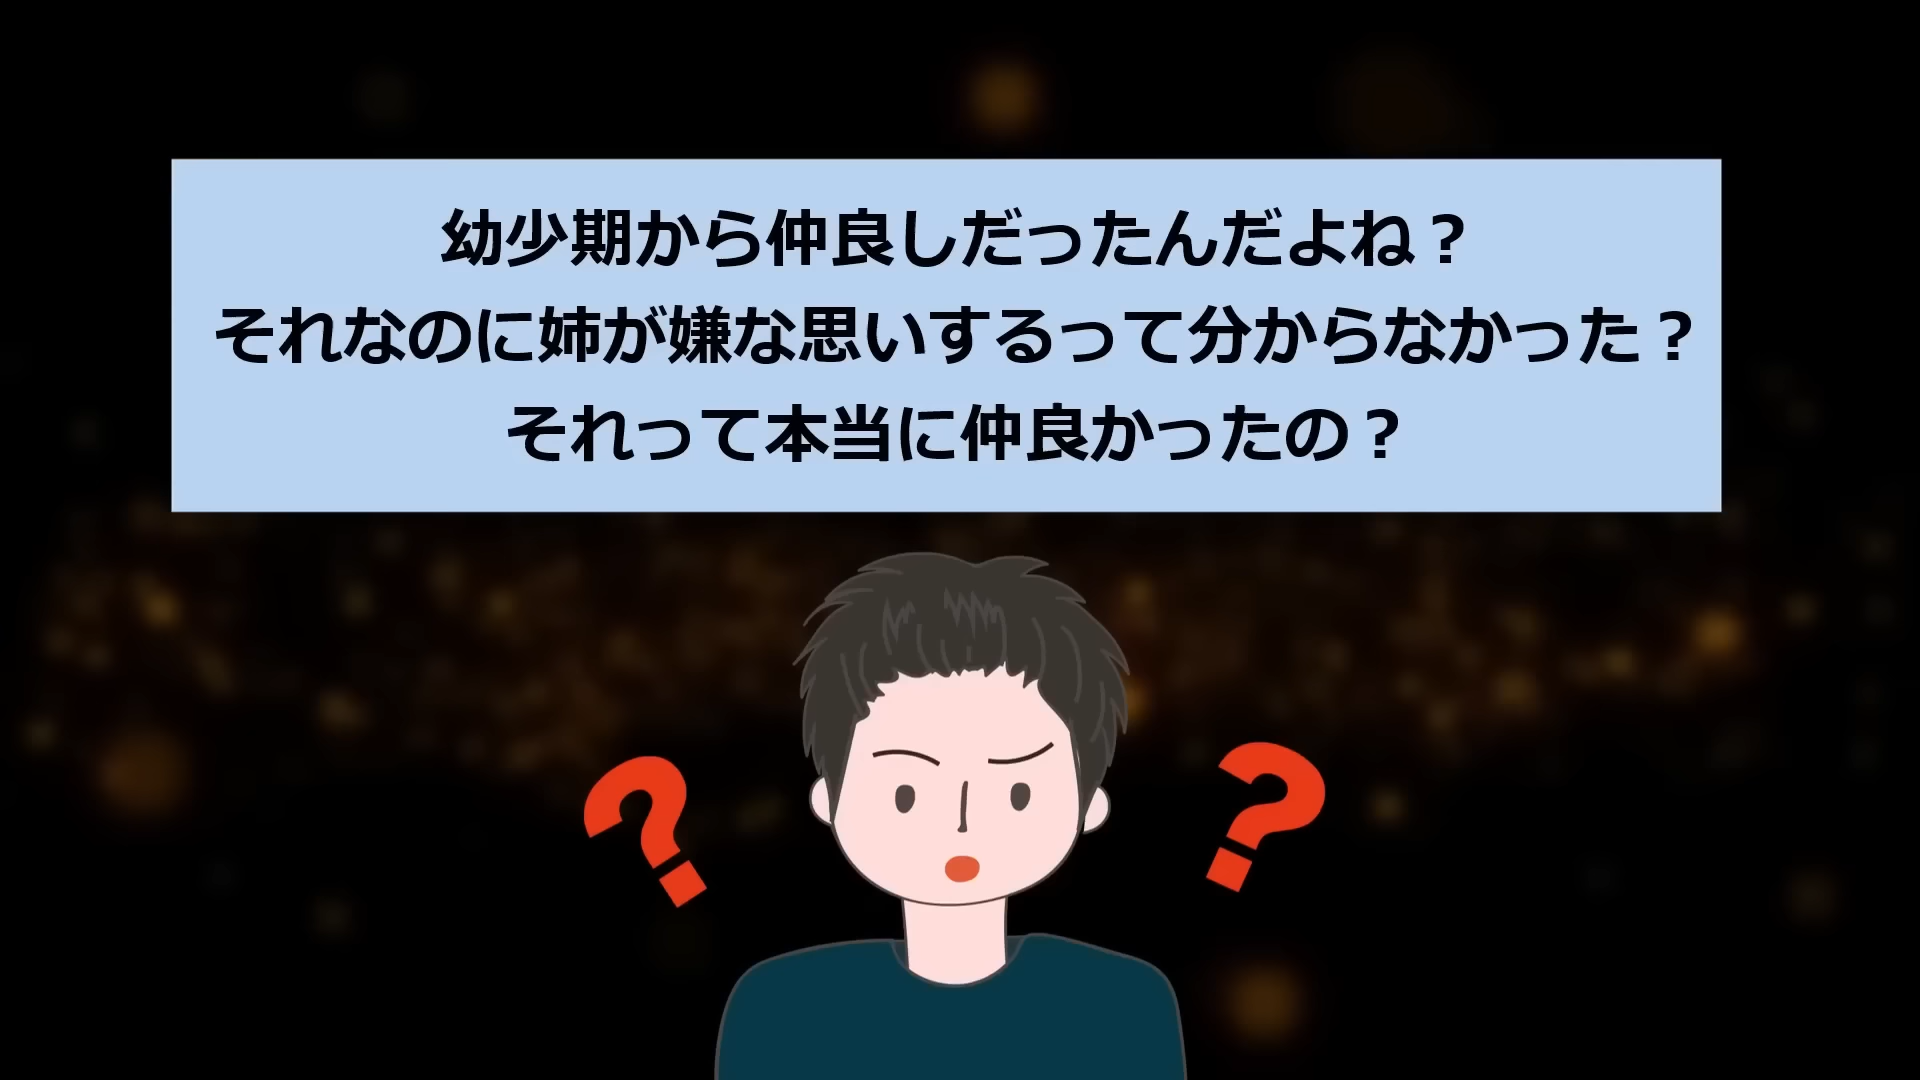 幼少期から仲良しだったんだよね？
それなのに姉が嫌な思いするって分からなかった？
それって本当に仲良かったの？
? ?